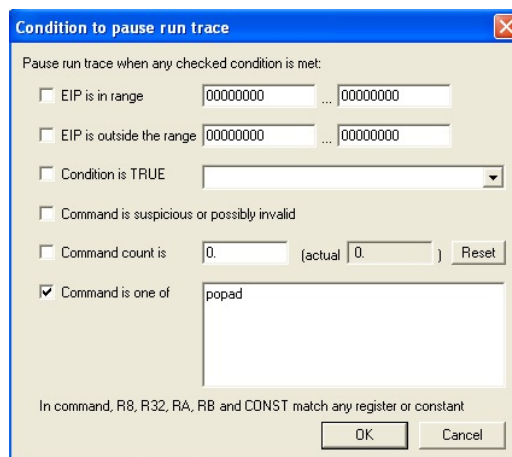 Condition to pause run trace
Pause run trace when any checked condition is met:
EIP is in range 00000000 ... 00000000
EIP is outside the range 00000000 ... 00000000
Condition is TRUE
Command is suspicious or possibly invalid
Command count is 0. (actual 0. ) Reset
Command is one of popad
In command, R8, R32, RA, RB and CONST match any register or constant
OK Cancel